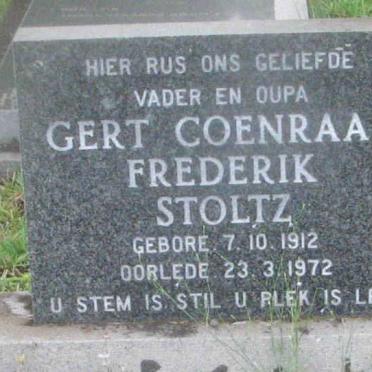 HIER RUS ONS GELIEFDE
VADER EN OUPA
GERT COENRAA
FREDERIK
STOLTZ
GEBORE. 7. 10. 1912
OORLEDE 23. 3. 1972
U STEM IS STIL U PLEK IS LE